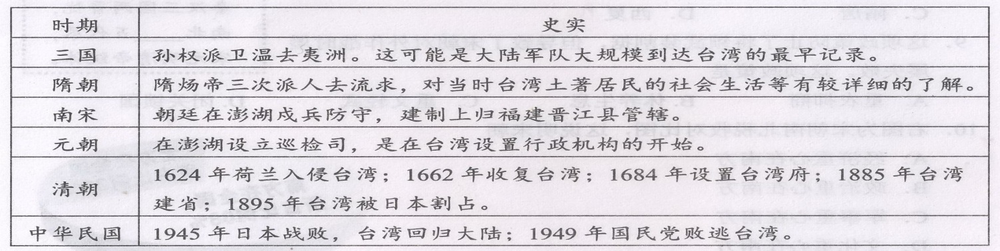 时期 史实
三国 孙权派卫温去夷洲。这可能是大陆军队大规模到达台湾的最早记录。
隋朝 隋炀帝三次派人去流求，对当时台湾土著居民的社会生活等有较详细的了解。
南宋 朝廷在澎湖戍兵防守，建制上归福建晋江县管辖。
元朝 在澎湖设立巡检司，是在台湾设置行政机构的开始。
清朝 1624 年荷兰入侵台湾；1662 年收复台湾；1684 年设置台湾府；1885 年台湾
建省；1895 年台湾被日本割占。
中华民国 1945 年日本战败，台湾回归大陆；1949 年国民党败逃台湾。